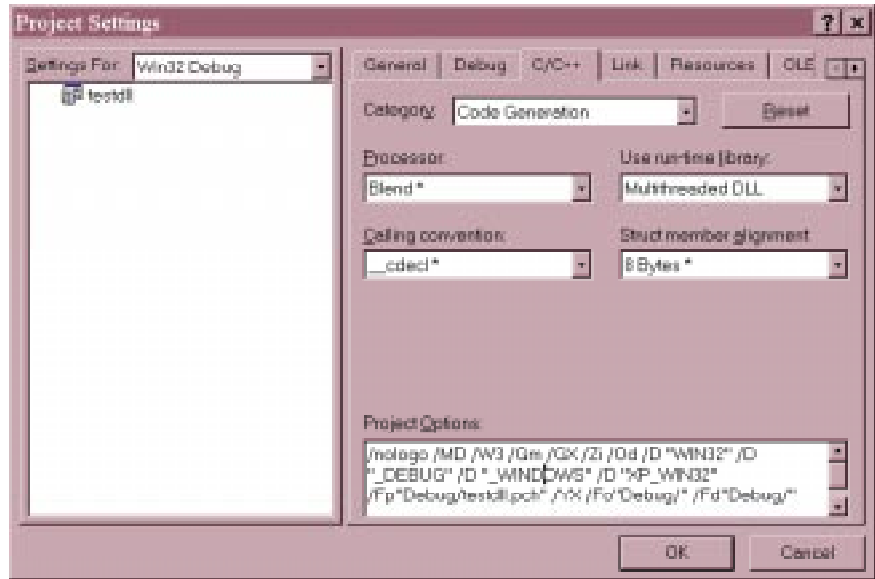 Project Settings
Settings For: Win32 Debug
testdll
General Debug C/C++ Link Resources OLE
Category: Code Generation Reset
Processor: Use run-time library:
Blend * Multithreaded DLL
Calling convention: Struct member alignment:
__cdecl * 8 Bytes *
Project Options:
/nologo /MD /W3 /Gm /GX /Zi /Od /D "WIN32" /D
"_DEBUG" /D "_WINDOWS" /D "XP_WIN32"
/Fp"Debug/testdll.pch" /YX /Fo"Debug/" /Fd"Debug/"
OK Cancel